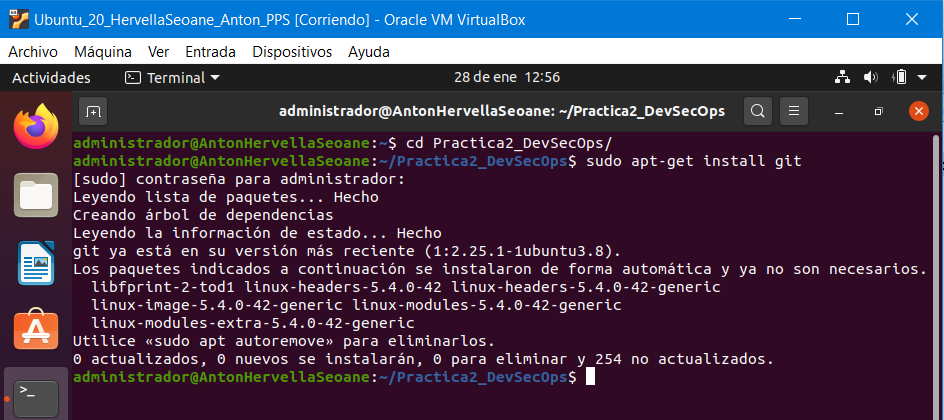 Ubuntu_20_HervellaSeoane_Anton_PPS [Corriendo] - Oracle VM VirtualBox
Archivo Máquina Ver Entrada Dispositivos Ayuda
Actividades Terminal 28 de ene 12:56
administrador@AntonHervellaSeoane: ~/Practica2_DevSecOps
administrador@AntonHervellaSeoane:~$ cd Practica2_DevSecOps/
administrador@AntonHervellaSeoane:~/Practica2_DevSecOps$ sudo apt-get install git
[sudo] contraseña para administrador:
Leyendo lista de paquetes... Hecho
Creando árbol de dependencias
Leyendo la información de estado... Hecho
git ya está en su versión más reciente (1:2.25.1-1ubuntu3.8).
Los paquetes indicados a continuación se instalaron de forma automática y ya no son necesarios.
libfprint-2-tod1 linux-headers-5.4.0-42 linux-headers-5.4.0-42-generic
linux-image-5.4.0-42-generic linux-modules-5.4.0-42-generic
linux-modules-extra-5.4.0-42-generic
Utilice «sudo apt autoremove» para eliminarlos.
0 actualizados, 0 nuevos se instalarán, 0 para eliminar y 254 no actualizados.
administrador@AntonHervellaSeoane:~/Practica2_DevSecOps$